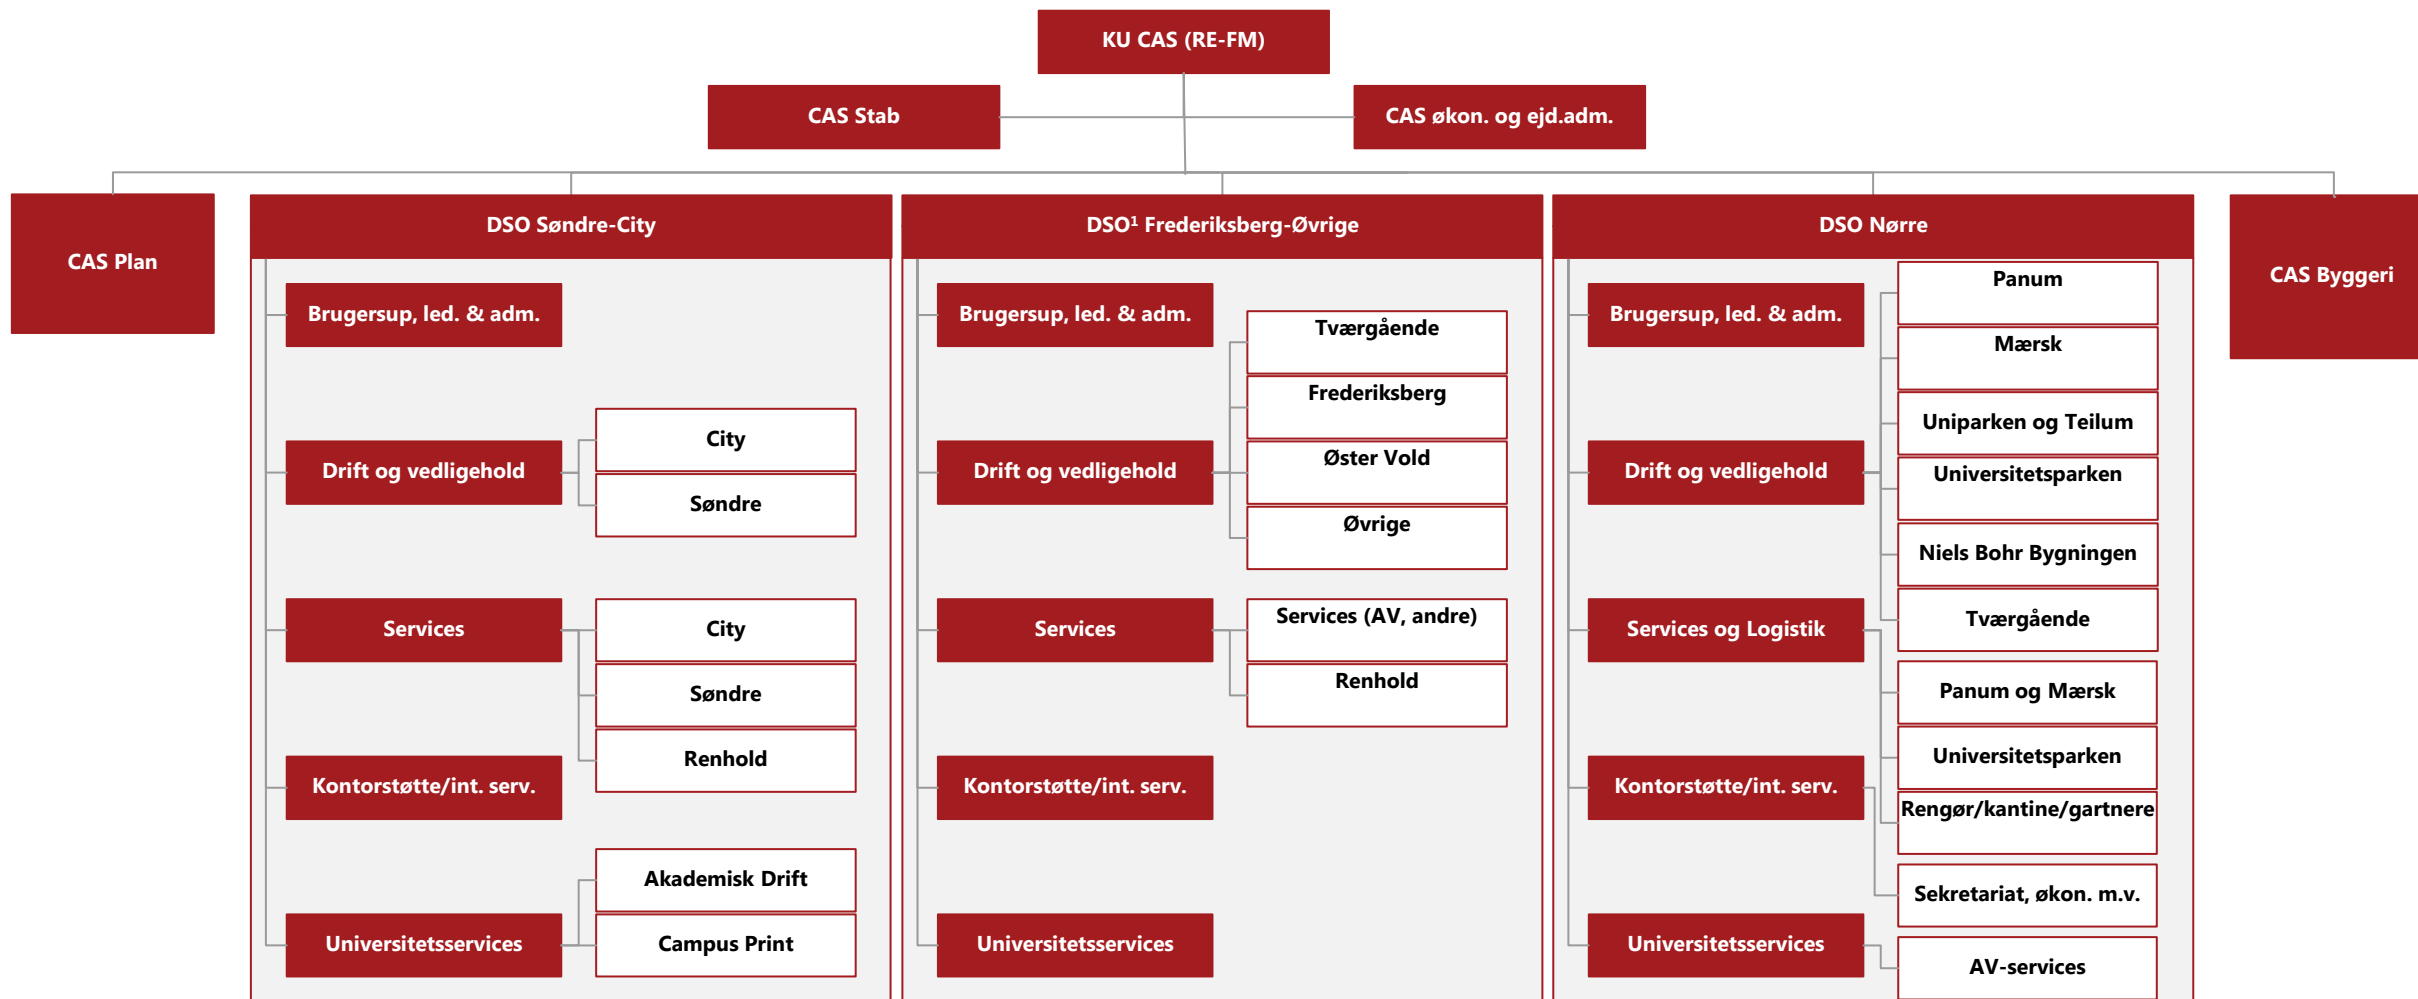 KU CAS (RE-FM)
CAS Stab
CAS økon. og ejd.adm.
CAS Plan
DSO Søndre-City
Brugersup, led. & adm.
Drift og vedligehold
City
Søndre
Services
City
Søndre
Renhold
Kontorstøtte/int. serv.
Universitetsservices
Akademisk Drift
Campus Print
DSO¹ Frederiksberg-Øvrige
Brugersup, led. & adm.
Drift og vedligehold
Tværgående
Frederiksberg
Øster Vold
Øvrige
Services
Services (AV, andre)
Renhold
Kontorstøtte/int. serv.
Universitetsservices
DSO Nørre
Brugersup, led. & adm.
Drift og vedligehold
Panum
Mærsk
Uniparken og Teilum
Universitetsparken
Niels Bohr Bygningen
Tværgående
Services og Logistik
Panum og Mærsk
Universitetsparken
Rengør/kantine/gartnere
Kontorstøtte/int. serv.
Sekretariat, økon. m.v.
Universitetsservices
AV-services
CAS Byggeri